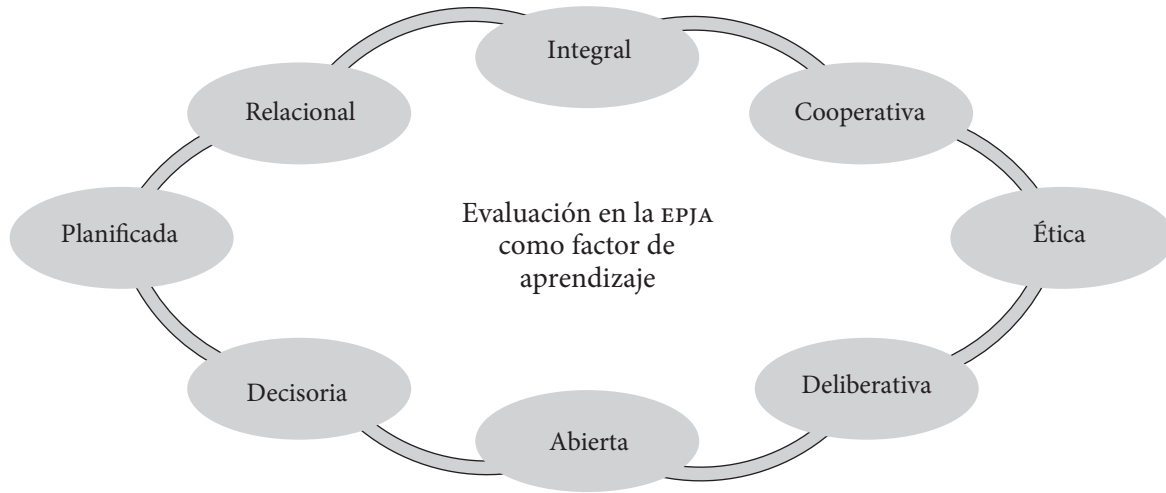 Integral
Relacional
Cooperativa
Planificada
Evaluación en la EPJA
como factor de
aprendizaje
Ética
Decisoria
Deliberativa
Abierta